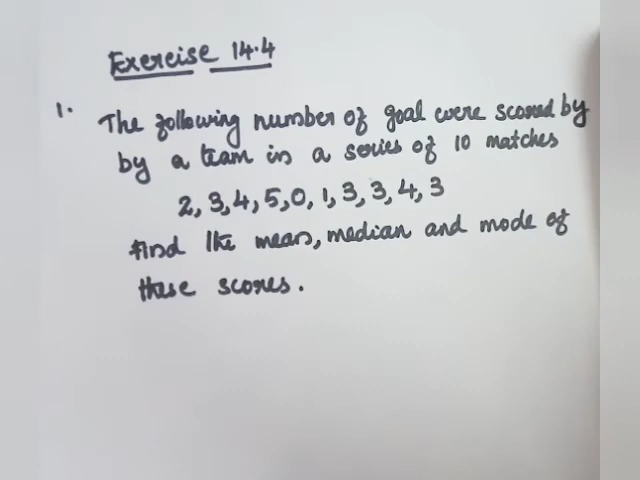 Exercise 14.4
1. The following number of goal were scored by
by a team in a series of 10 matches
2, 3, 4, 5, 0, 1, 3, 3, 4, 3
find the mean, median and mode of
these scores.